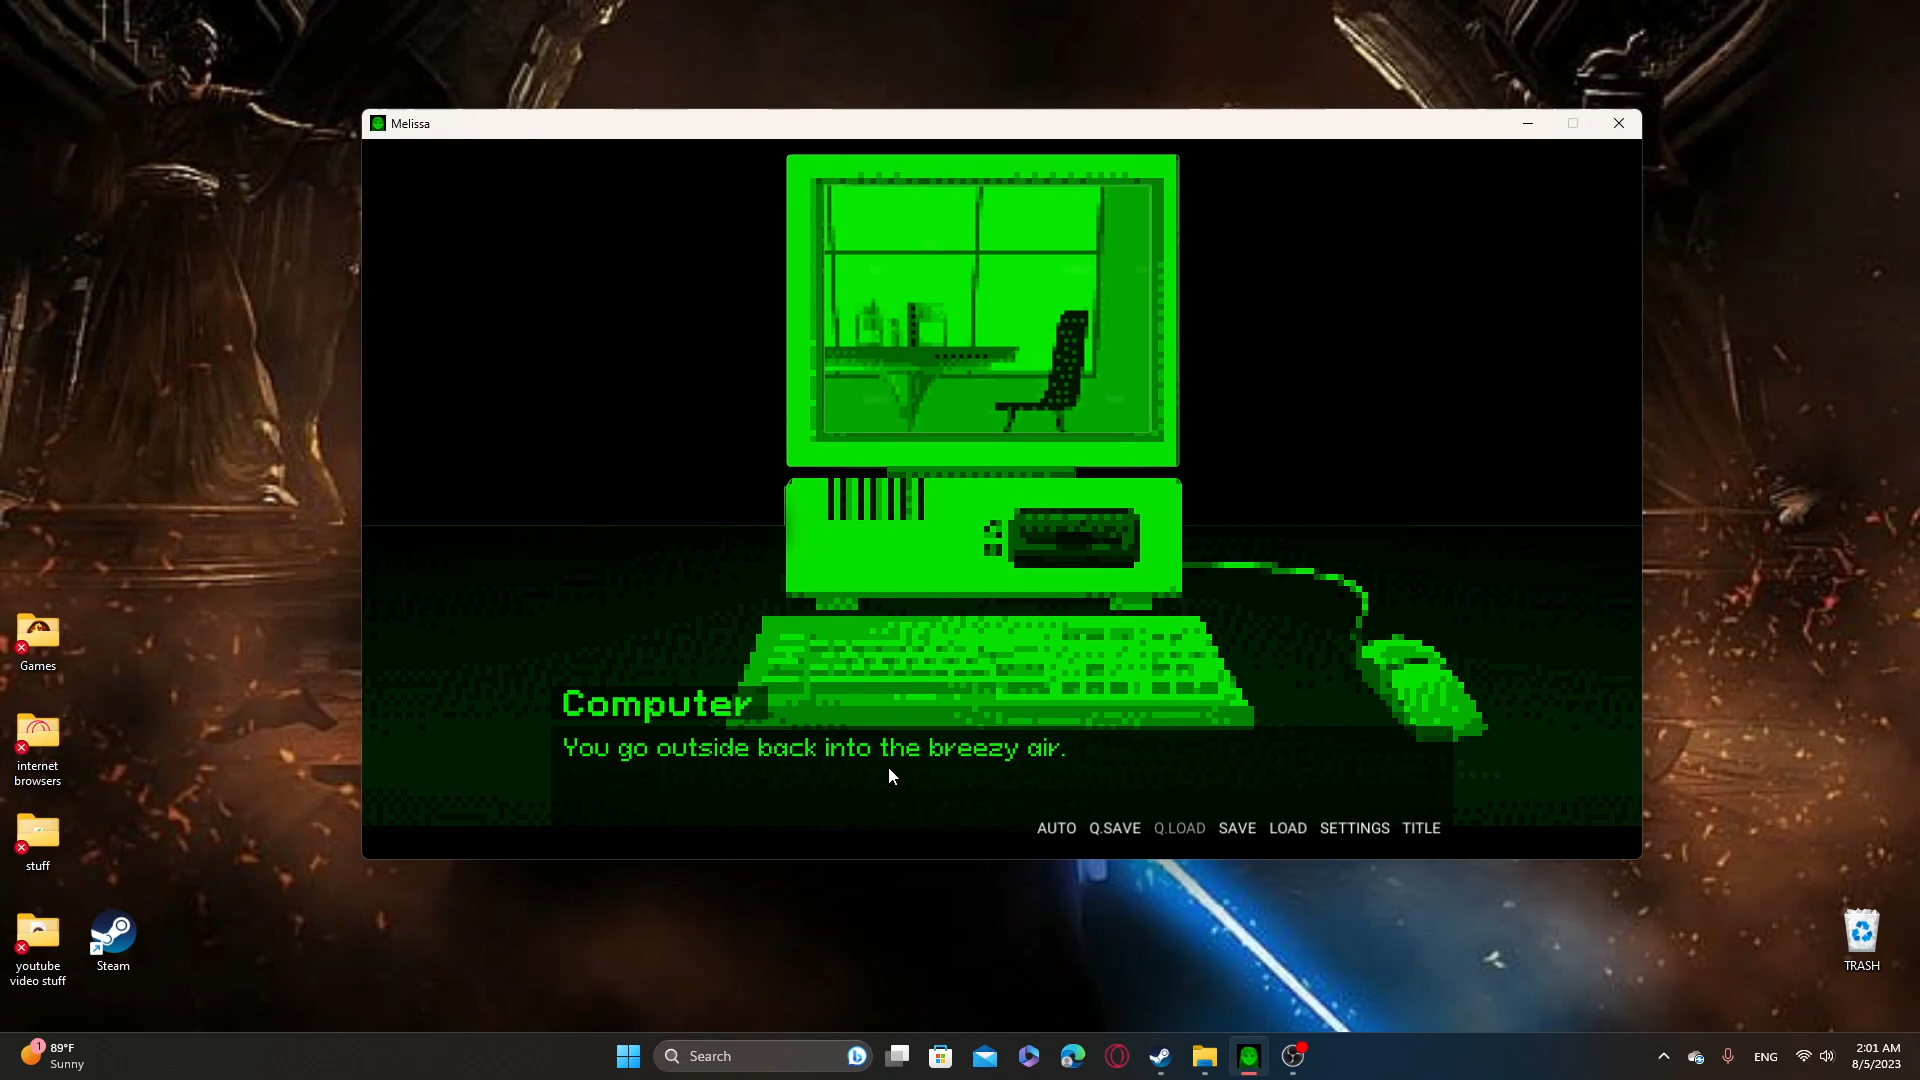 Melissa
Computer
You go outside back into the breezy air.
AUTO Q.SAVE Q.LOAD SAVE LOAD SETTINGS TITLE
Games
internet
browsers
stuff
youtube
video stuff
Steam
TRASH
1
89°F
Sunny
Search
ENG
2:01 AM
8/5/2023